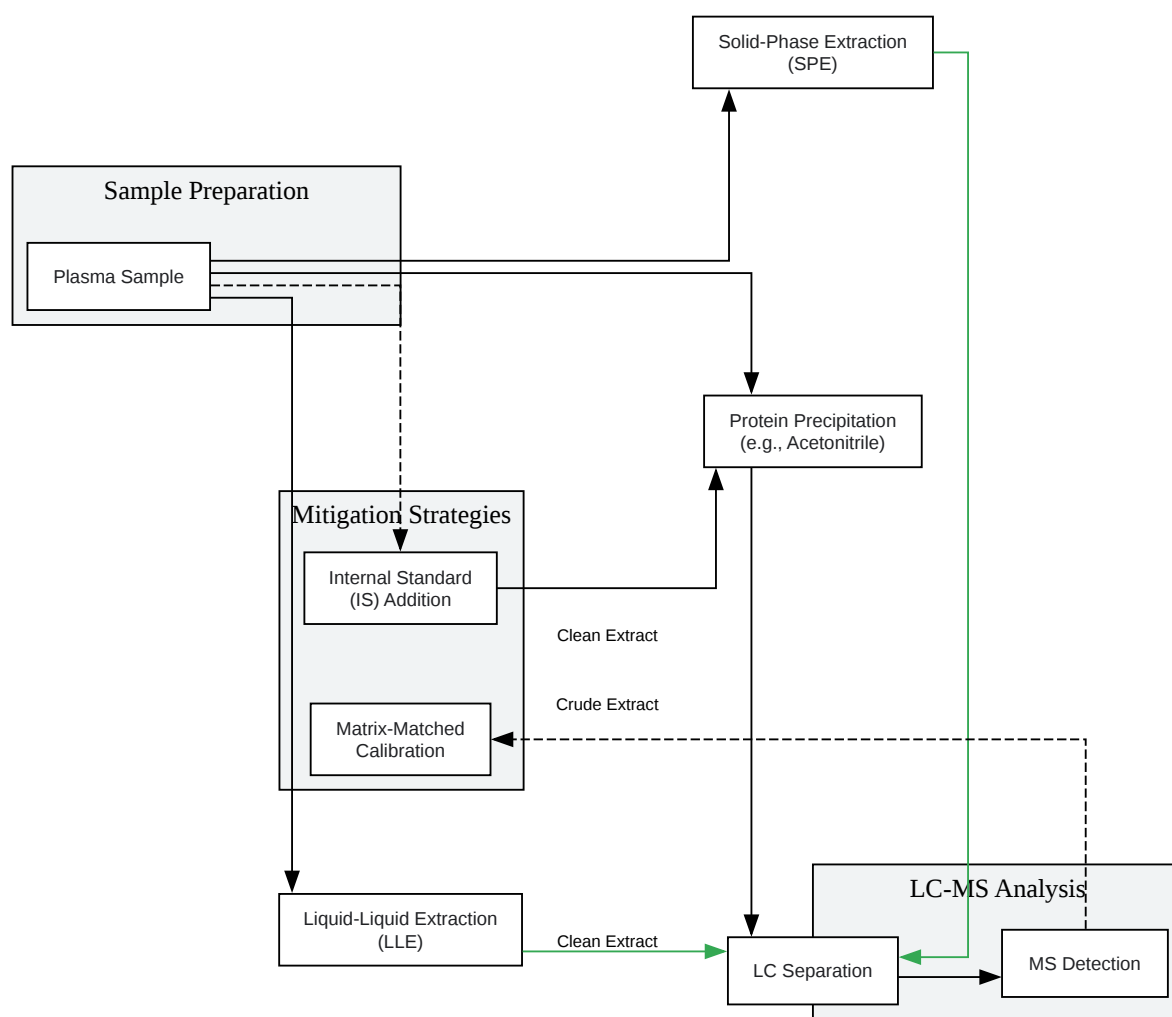 Solid-Phase Extraction
(SPE)
Sample Preparation
Plasma Sample
Protein Precipitation
(e.g., Acetonitrile)
Mitigation Strategies
Internal Standard
(IS) Addition
Clean Extract
Crude Extract
Matrix-Matched
Calibration
LC-MS Analysis
Liquid-Liquid Extraction
(LLE)
Clean Extract
LC Separation
MS Detection